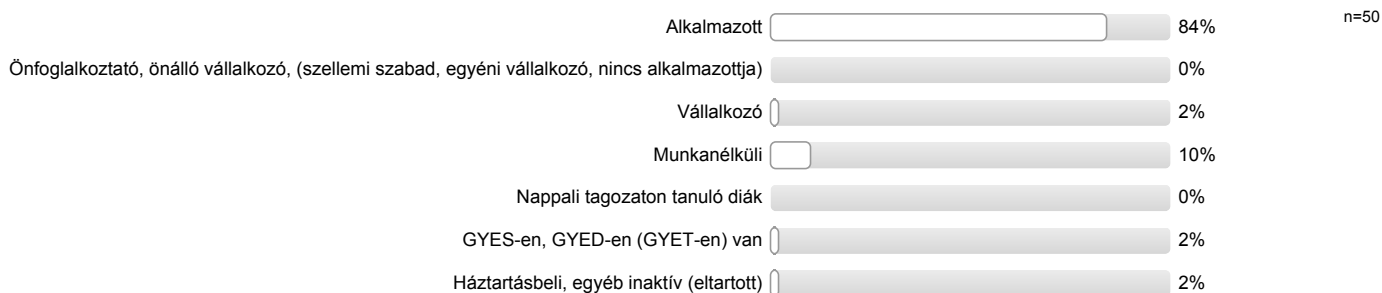 Alkalmazott 84% n=50
Önfoglalkoztató, önálló vállalkozó, (szellemi szabad, egyéni vállalkozó, nincs alkalmazottja) 0%
Vállalkozó 2%
Munkanélküli 10%
Nappali tagozaton tanuló diák 0%
GYES-en, GYED-en (GYET-en) van 2%
Háztartásbeli, egyéb inaktív (eltartott) 2%